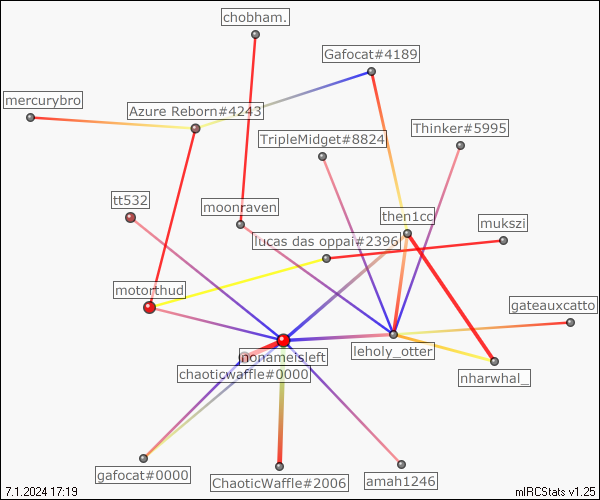 chobham.
Gafocat#4189
mercurybro
Azure Reborn#4243
Thinker#5995
TripleMidget#8824
tt532
moonraven
then1cc
mukszi
lucas das oppai#2396
motorthud
gateauxcatto
leholy_otter
nonameisleft
chaoticwaffle#0000
nharwhal_
gafocat#0000
ChaoticWaffle#2006
amah1246
7.1.2024 17:19
mIRCStats v1.25